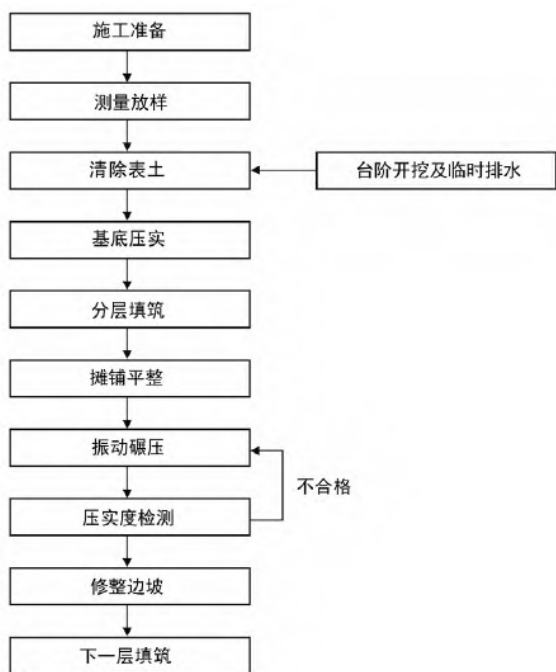 施工准备
测量放样
清除表土
台阶开挖及临时排水
基底压实
分层填筑
摊铺平整
振动碾压
不合格
压实度检测
修整边坡
下一层填筑